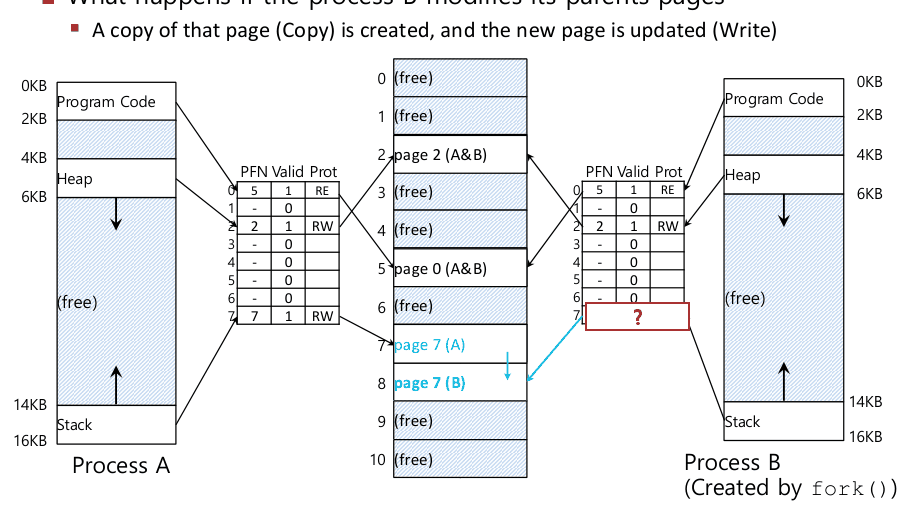 What happens if the process B modifies its parents pages
A copy of that page (Copy) is created, and the new page is updated (Write)
0KB
Program Code
2KB
4KB
Heap
6KB
(free)
14KB
Stack
16KB
Process A
PFN Valid Prot
0 5 1 RE
1 - 0
2 2 1 RW
3 - 0
4 - 0
5 - 0
6 - 0
7 7 1 RW
0 (free)
1 (free)
2 page 2 (A&B)
3 (free)
4 (free)
5 page 0 (A&B)
6 (free)
7 page 7 (A)
8 page 7 (B)
9 (free)
10 (free)
PFN Valid Prot
0 5 1 RE
1 - 0
2 2 1 RW
3 - 0
4 - 0
5 - 0
6 - 0
7 ?
0KB
Program Code
2KB
4KB
Heap
6KB
(free)
14KB
Stack
16KB
Process B
(Created by fork())